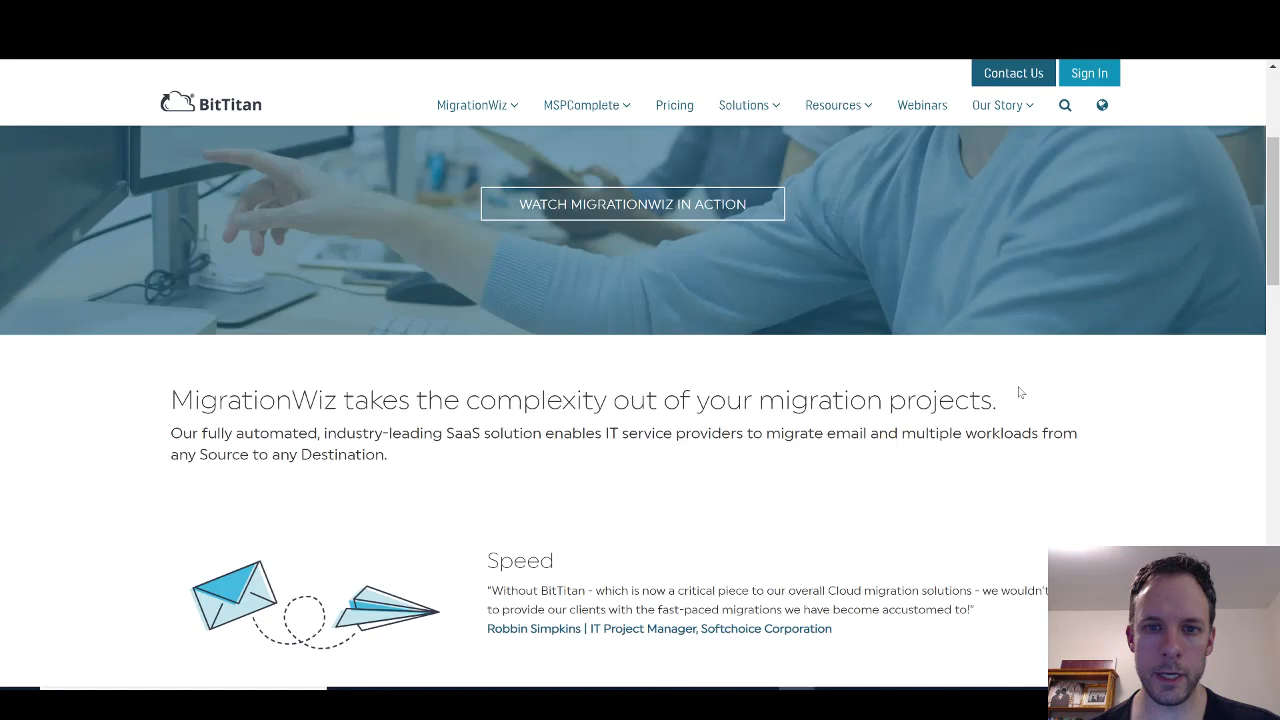 Contact Us Sign In
BitTitan MigrationWiz MSPComplete Pricing Solutions Resources Webinars Our Story
WATCH MIGRATIONWIZ IN ACTION
MigrationWiz takes the complexity out of your migration projects.
Our fully automated, industry-leading SaaS solution enables IT service providers to migrate email and multiple workloads from
any Source to any Destination.
Speed
“Without BitTitan - which is now a critical piece to our overall Cloud migration solutions - we wouldn't
to provide our clients with the fast-paced migrations we have become accustomed to!”
Robbin Simpkins | IT Project Manager, Softchoice Corporation